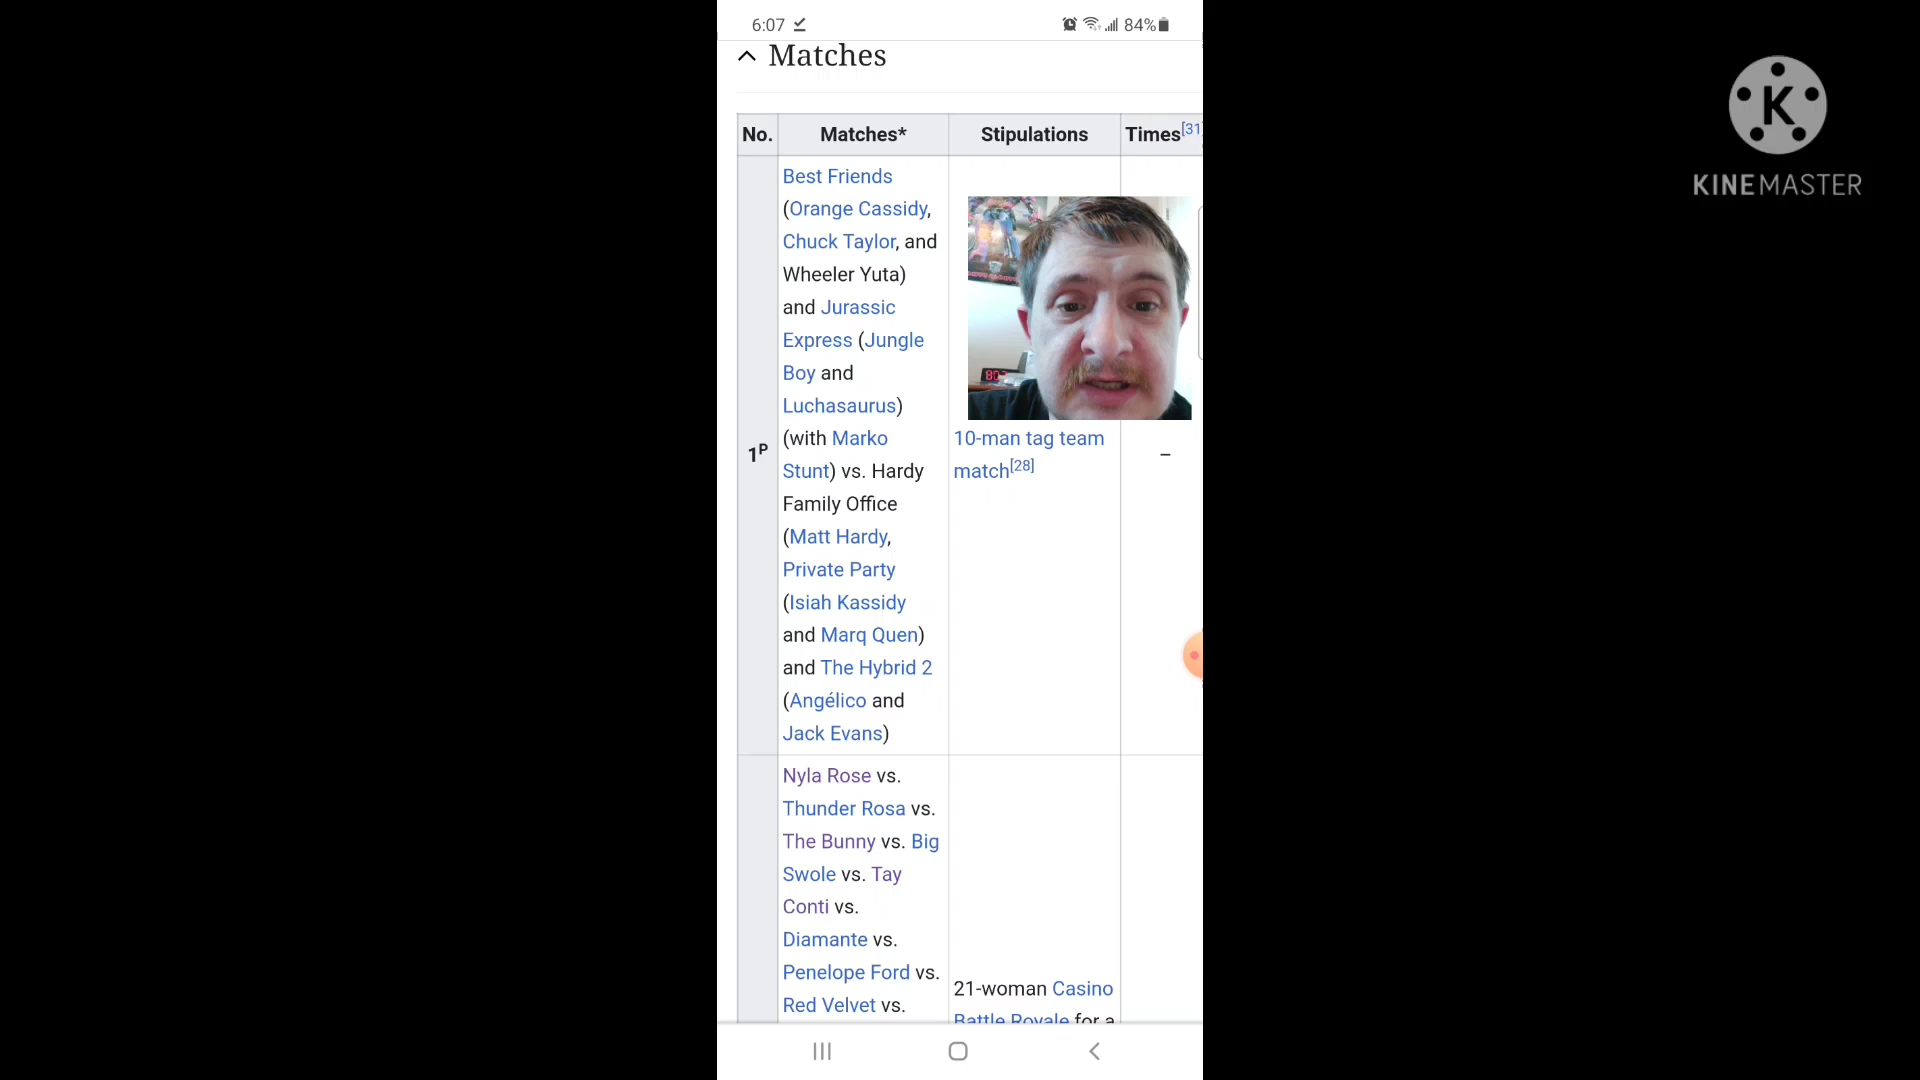 6:07
84%
Matches
No.
Matches*
Stipulations
Times[31]
KINEMASTER
1P
Best Friends
(Orange Cassidy,
Chuck Taylor, and
Wheeler Yuta)
and Jurassic
Express (Jungle
Boy and
Luchasaurus)
(with Marko
Stunt) vs. Hardy
Family Office
(Matt Hardy,
Private Party
(Isiah Kassidy
and Marq Quen)
and The Hybrid 2
(Angélico and
Jack Evans)
10-man tag team
match[28]
–
Nyla Rose vs.
Thunder Rosa vs.
The Bunny vs. Big
Swole vs. Tay
Conti vs.
Diamante vs.
Penelope Ford vs.
Red Velvet vs.
21-woman Casino
Battle Royale for a